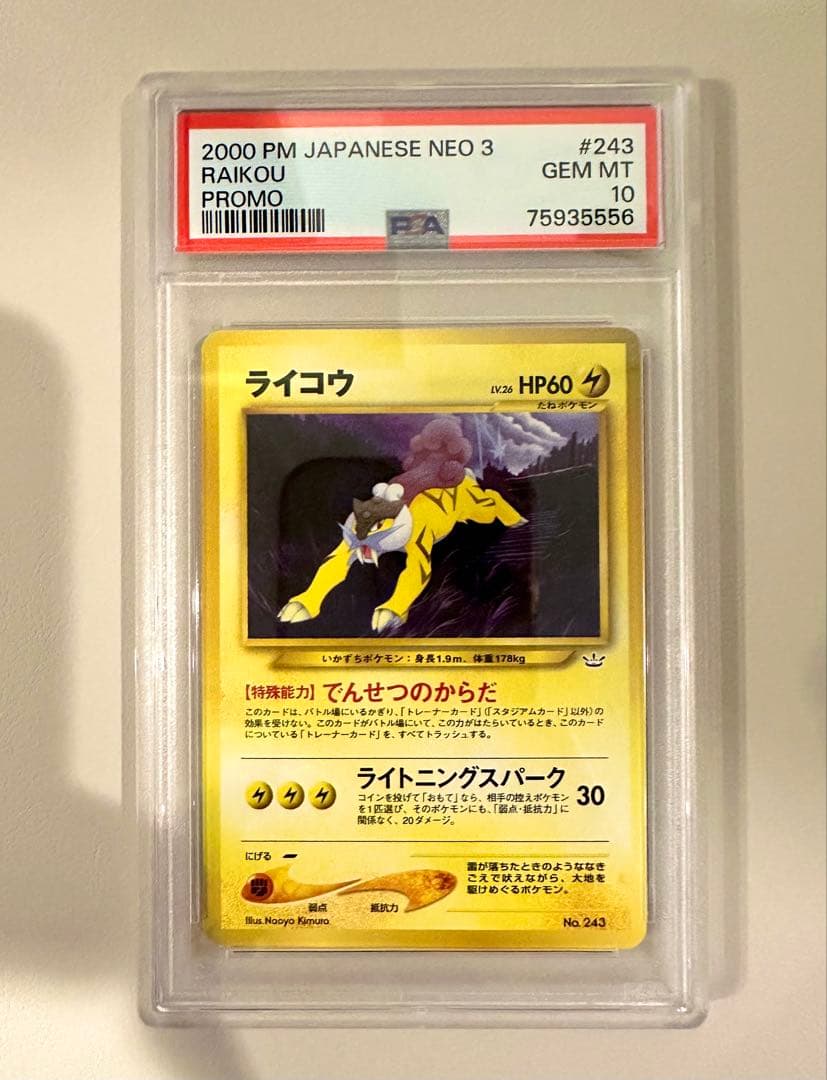 2000 PM JAPANESE NEO 3 #243
RAIKOU GEM MT
PROMO 10
75935556
PSA
ライコウ LV.26 HP60
たねポケモン
いかずちポケモン：身長1.9m、体重178kg
【特殊能力】でんせつのからだ
このカードは、バトル場にいるかぎり、「トレーナーカード」（「スタジアムカード」以外）の
効果を受けない。このカードがバトル場にいて、この力がはたらいているとき、このカード
についている「トレーナーカード」を、すべてトラッシュする。
ライトニングスパーク 30
コインを投げて「おもて」なら、相手の控えポケモン
を1匹選び、そのポケモンにも、「弱点・抵抗力」に
関係なく、20ダメージ。
にげる
弱点 抵抗力
雷が落ちたときのようななき
ごえで吠えながら、大地を
駆けめぐるポケモン。
Illus. Naoyo Kimura No. 243